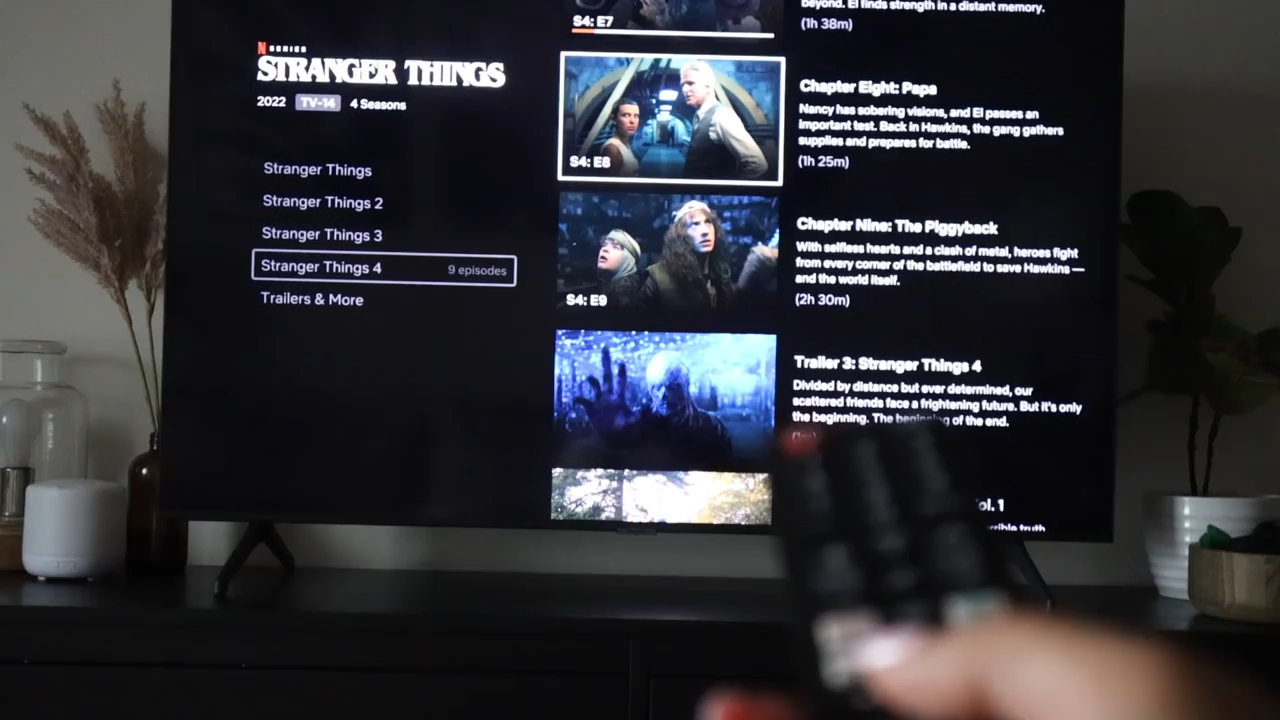 beyond. El finds strength in a distant memory.
S4: E7
(1h 38m)
N SERIES
STRANGER THINGS
2022 TV-14 4 Seasons
Stranger Things
Stranger Things 2
Stranger Things 3
Stranger Things 4 9 episodes
Trailers & More
S4: E8
Chapter Eight: Papa
Nancy has sobering visions, and El passes an
important test. Back in Hawkins, the gang gathers
supplies and prepares for battle.
(1h 25m)
S4: E9
Chapter Nine: The Piggyback
With selfless hearts and a clash of metal, heroes fight
from every corner of the battlefield to save Hawkins —
and the world itself.
(2h 30m)
Trailer 3: Stranger Things 4
Divided by distance but ever determined, our
scattered friends face a frightening future. But it's only
the beginning. The beginning of the end.
Vol. 1
truth